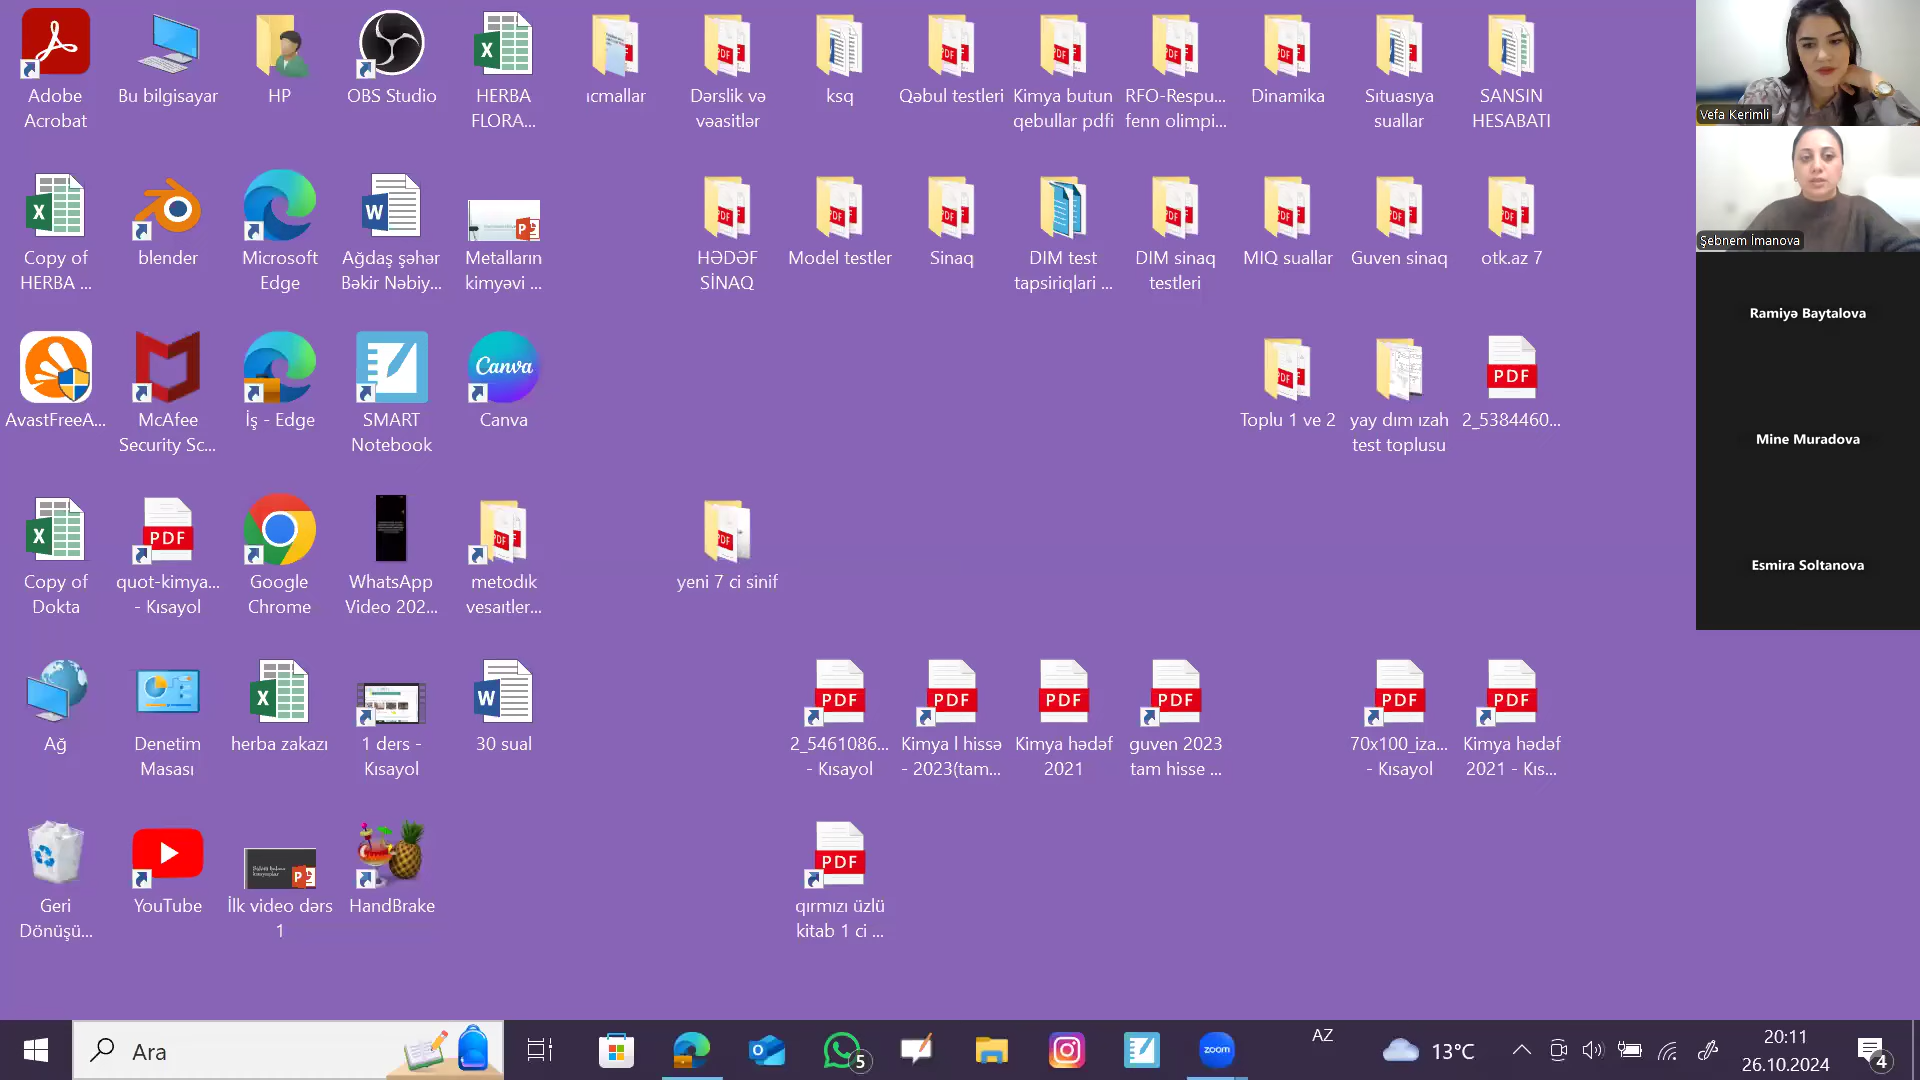 Adobe
Acrobat
Bu bilgisayar
HP
OBS Studio
HERBA
FLORA...
ıcmallar
Dərslik və
vəasitlər
ksq
Qəbul testleri
Kimya butun
qebullar pdfi
RFO-Respu...
fenn olimpi...
Dinamika
Sıtuasıya
suallar
SANSIN
HESABATI
Vefa Kerimli
Copy of
HERBA ...
blender
Microsoft
Edge
Ağdaş şəhər
Bəkir Nəbiy...
Metalların
kimyəvi ...
HƏDƏF
SİNAQ
Model testler
Sinaq
DIM test
tapsiriqlari ...
DIM sinaq
testleri
MIQ suallar
Guven sinaq
otk.az 7
Şebnem İmanova
Ramiyə Baytalova
AvastFreeA...
McAfee
Security Sc...
İş - Edge
SMART
Notebook
Canva
Canva
Toplu 1 ve 2
yay dım ızah
test toplusu
PDF
2_5384460...
Mine Muradova
Copy of
Dokta
PDF
quot-kimya...
- Kısayol
Google
Chrome
WhatsApp
Video 202...
metodık
vesaıtler...
yeni 7 ci sinif
Esmira Soltanova
Ağ
Denetim
Masası
herba zakazı
1 ders -
Kısayol
30 sual
PDF
2_5461086...
- Kısayol
PDF
Kimya l hissə
- 2023(tam...
PDF
Kimya hədəf
2021
PDF
guven 2023
tam hisse ...
PDF
70x100_iza...
- Kısayol
PDF
Kimya hədəf
2021 - Kıs...
Geri
Dönüşü...
YouTube
İlk video dərs
1
HandBrake
PDF
qırmızı üzlü
kitab 1 ci ...
Ara
5
zoom
AZ
13°C
20:11
26.10.2024
4